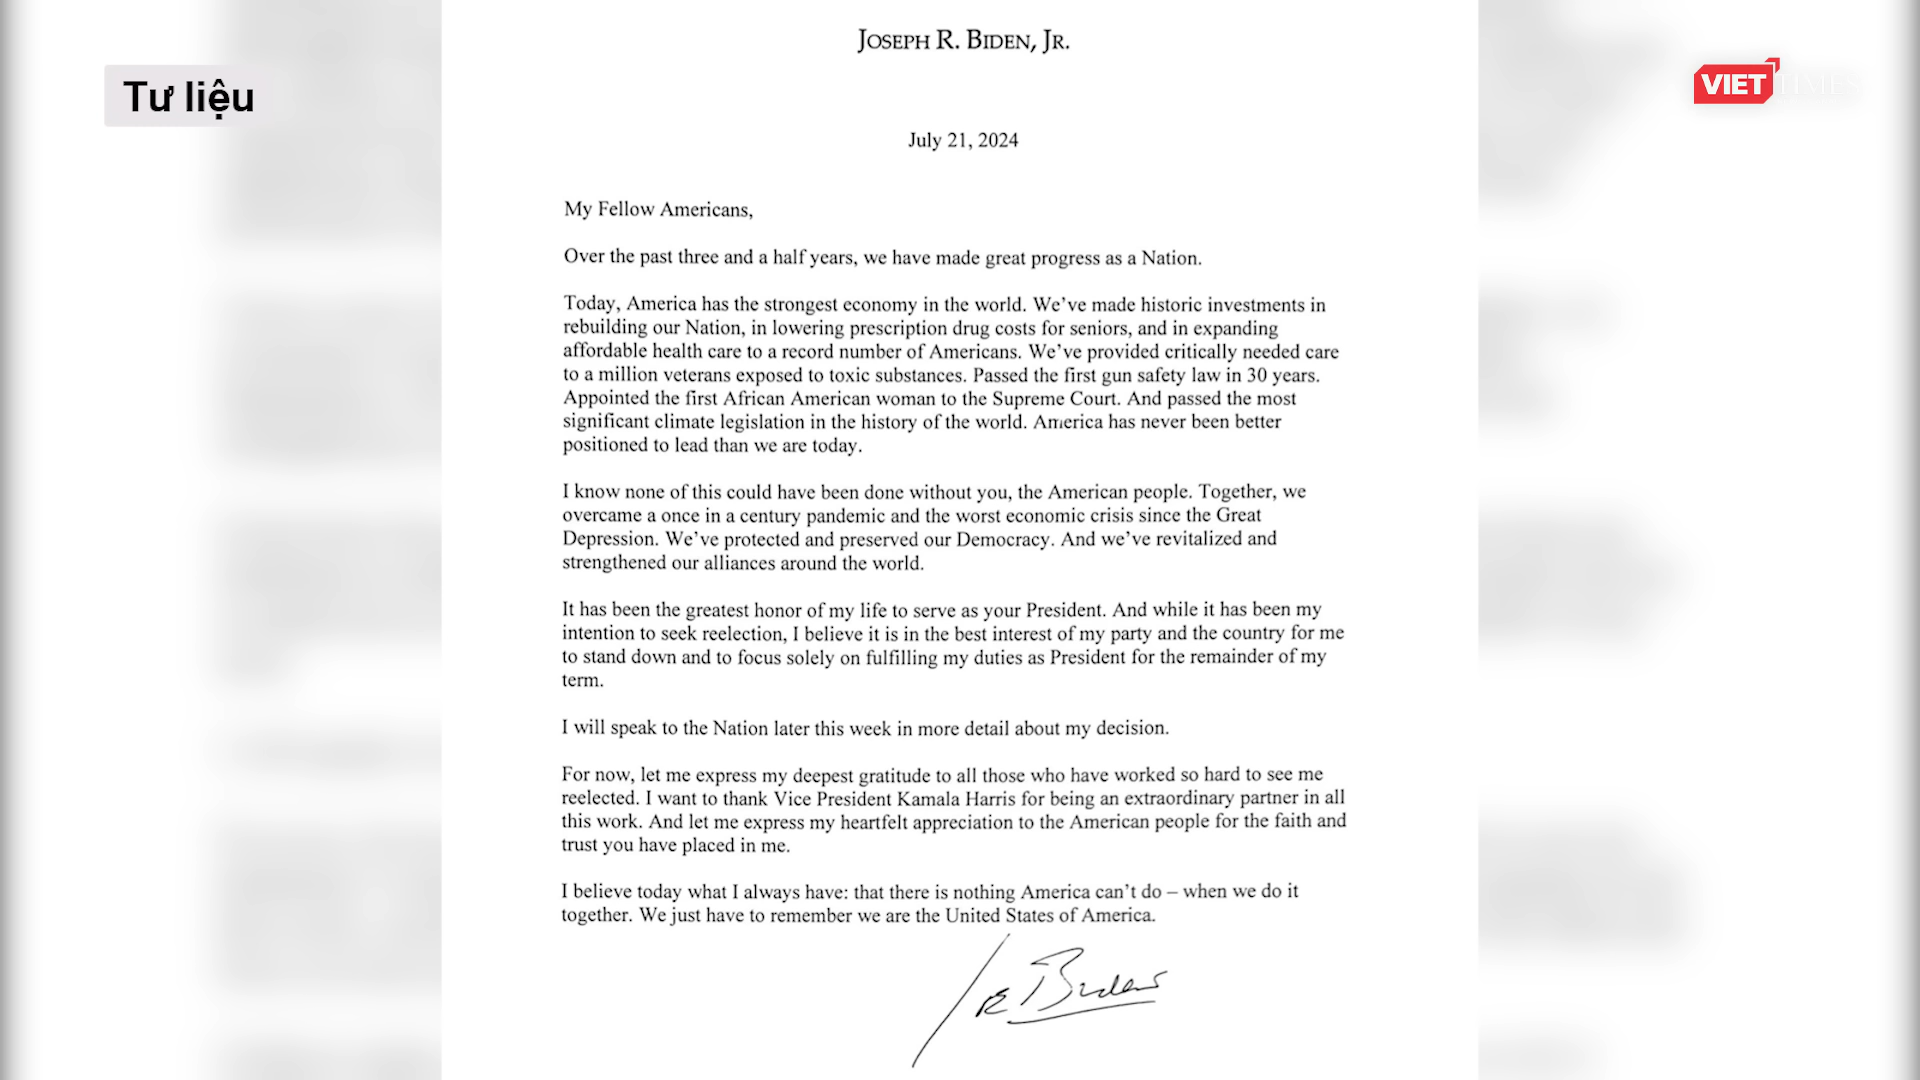 JOSEPH R. BIDEN, JR.
Tư liệu
VIETTIMES
July 21, 2024
My Fellow Americans,
Over the past three and a half years, we have made great progress as a Nation.
Today, America has the strongest economy in the world. We’ve made historic investments in
rebuilding our Nation, in lowering prescription drug costs for seniors, and in expanding
affordable health care to a record number of Americans. We’ve provided critically needed care
to a million veterans exposed to toxic substances. Passed the first gun safety law in 30 years.
Appointed the first African American woman to the Supreme Court. And passed the most
significant climate legislation in the history of the world. America has never been better
positioned to lead than we are today.
I know none of this could have been done without you, the American people. Together, we
overcame a once in a century pandemic and the worst economic crisis since the Great
Depression. We’ve protected and preserved our Democracy. And we’ve revitalized and
strengthened our alliances around the world.
It has been the greatest honor of my life to serve as your President. And while it has been my
intention to seek reelection, I believe it is in the best interest of my party and the country for me
to stand down and to focus solely on fulfilling my duties as President for the remainder of my
term.
I will speak to the Nation later this week in more detail about my decision.
For now, let me express my deepest gratitude to all those who have worked so hard to see me
reelected. I want to thank Vice President Kamala Harris for being an extraordinary partner in all
this work. And let me express my heartfelt appreciation to the American people for the faith and
trust you have placed in me.
I believe today what I always have: that there is nothing America can’t do – when we do it
together. We just have to remember we are the United States of America.
Joe Biden